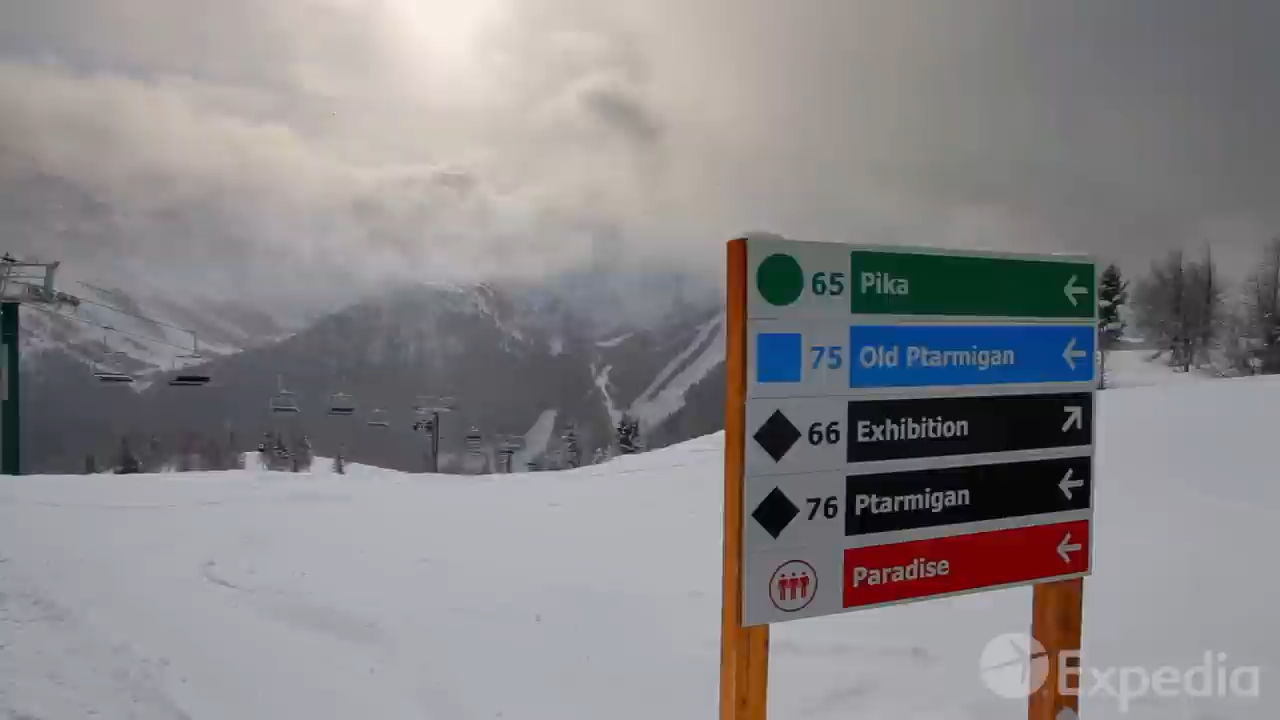 65 Pika ←
75 Old Ptarmigan ←
66 Exhibition ↗
76 Ptarmigan ←
Paradise ←
Expedia